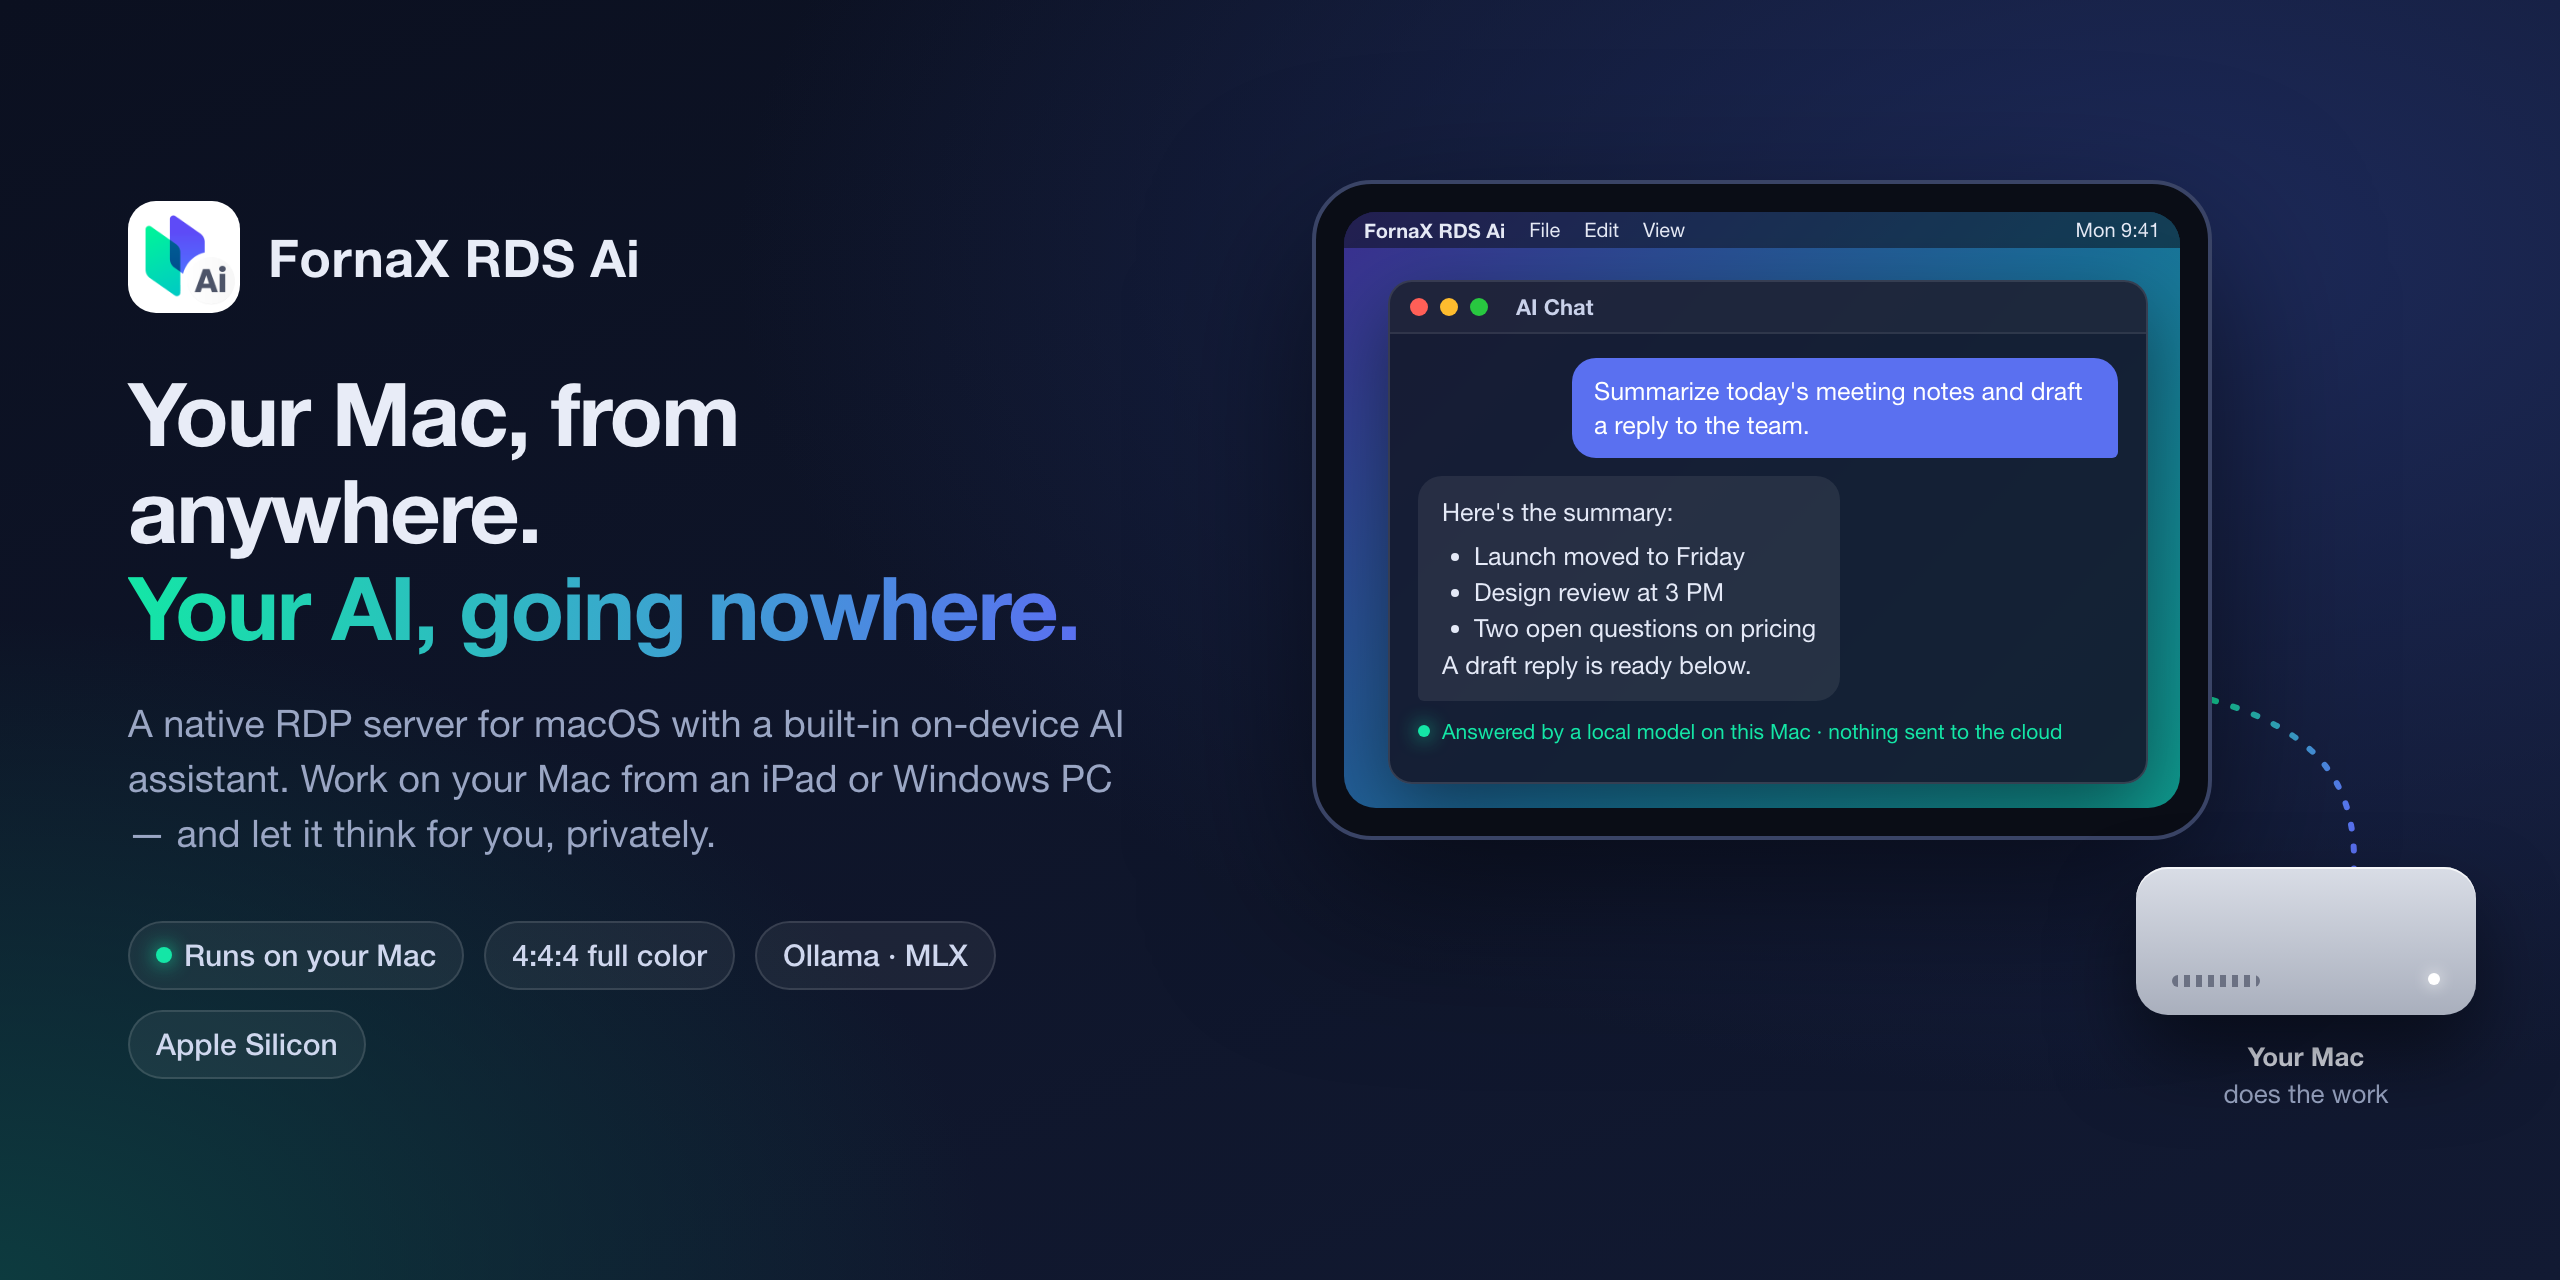 Ai
FornaX RDS Ai
Your Mac, from
anywhere.
Your AI, going nowhere.
A native RDP server for macOS with a built-in on-device AI
assistant. Work on your Mac from an iPad or Windows PC
— and let it think for you, privately.
Runs on your Mac
4:4:4 full color
Ollama · MLX
Apple Silicon
FornaX RDS Ai File Edit View Mon 9:41
AI Chat
Summarize today's meeting notes and draft
a reply to the team.
Here's the summary:
• Launch moved to Friday
• Design review at 3 PM
• Two open questions on pricing
A draft reply is ready below.
Answered by a local model on this Mac · nothing sent to the cloud
Your Mac
does the work